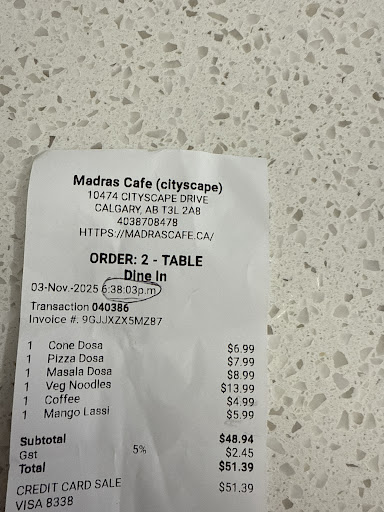 Madras Cafe (cityscape)
10474 CITYSCAPE DRIVE
CALGARY, AB T3L 2A8
4038708478
HTTPS://MADRASCAFE.CA/
ORDER: 2 - TABLE
Dine In
03-Nov.-2025 6:38:03p.m
Transaction 040386
Invoice #. 9GJJXZX5MZ87
1 Cone Dosa $6.99
1 Pizza Dosa $7.99
1 Masala Dosa $8.99
1 Veg Noodles $13.99
1 Coffee $4.99
1 Mango Lassi $5.99
Subtotal $48.94
Gst 5% $2.45
Total $51.39
CREDIT CARD SALE $51.39
VISA 8338